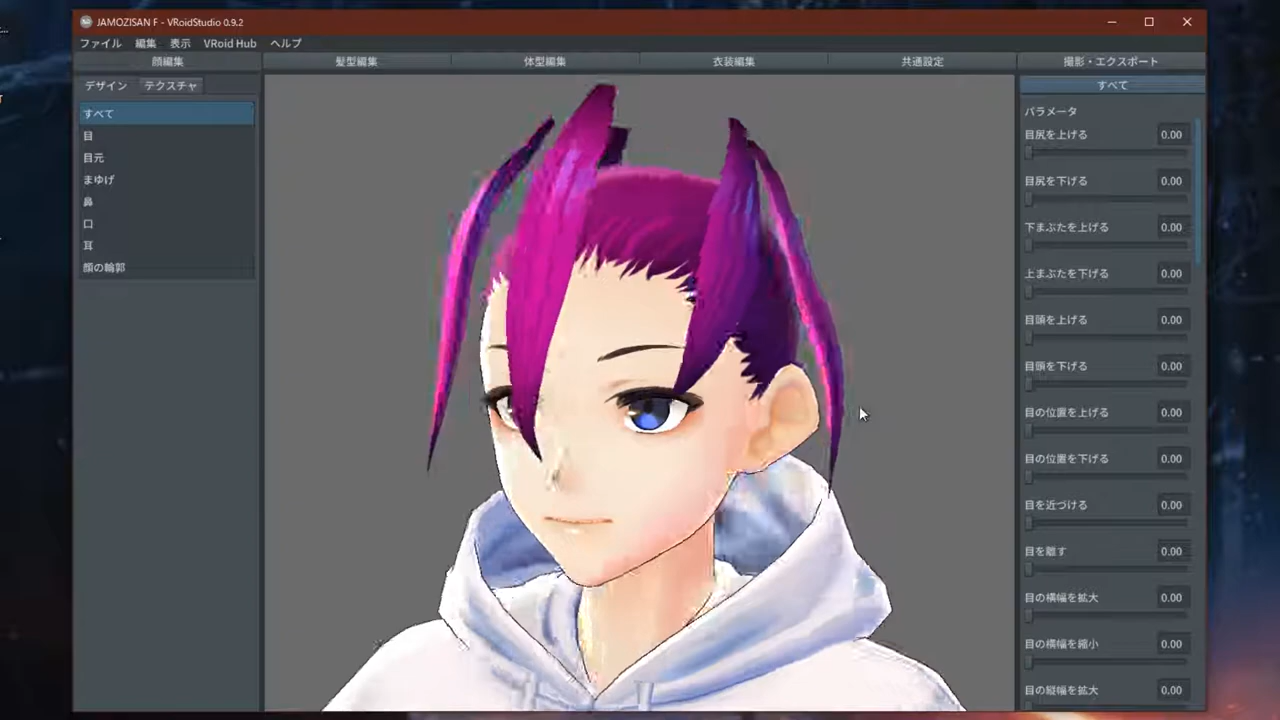 JAMOZISAN F - VRoidStudio 0.9.2
ファイル 編集 表示 VRoid Hub ヘルプ
顔編集 髪型編集 体型編集 衣装編集 共通設定 撮影・エクスポート
デザイン テクスチャ
すべて
目
目元
まゆげ
鼻
口
耳
顔の輪郭
すべて
パラメータ
目尻を上げる 0.00
目尻を下げる 0.00
下まぶたを上げる 0.00
上まぶたを下げる 0.00
目頭を上げる 0.00
目頭を下げる 0.00
目の位置を上げる 0.00
目の位置を下げる 0.00
目を近づける 0.00
目を離す 0.00
目の横幅を拡大 0.00
目の横幅を縮小 0.00
目の縦幅を拡大 0.00